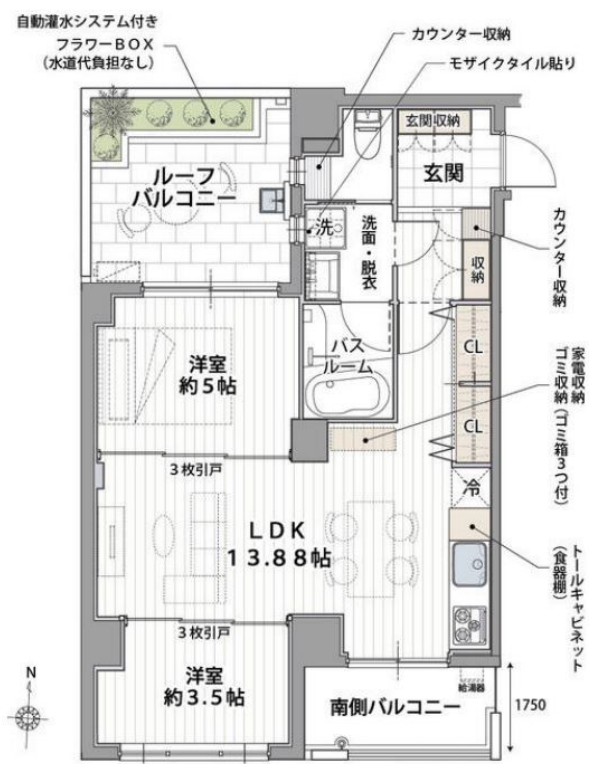 自動灌水システム付き
フラワーBOX
（水道代負担なし）
カウンター収納
モザイクタイル貼り
玄関収納
玄関
ルーフ
バルコニー
洗
洗面・脱衣
カウンター収納
収納
バス
ルーム
CL
CL
家電収納
ゴミ収納（ゴミ箱3つ付）
洋室
約5帖
3枚引戸
冷
LDK
13.88帖
トールキャビネット
（食器棚）
3枚引戸
洋室
約3.5帖
南側バルコニー
給湯器
1750
N